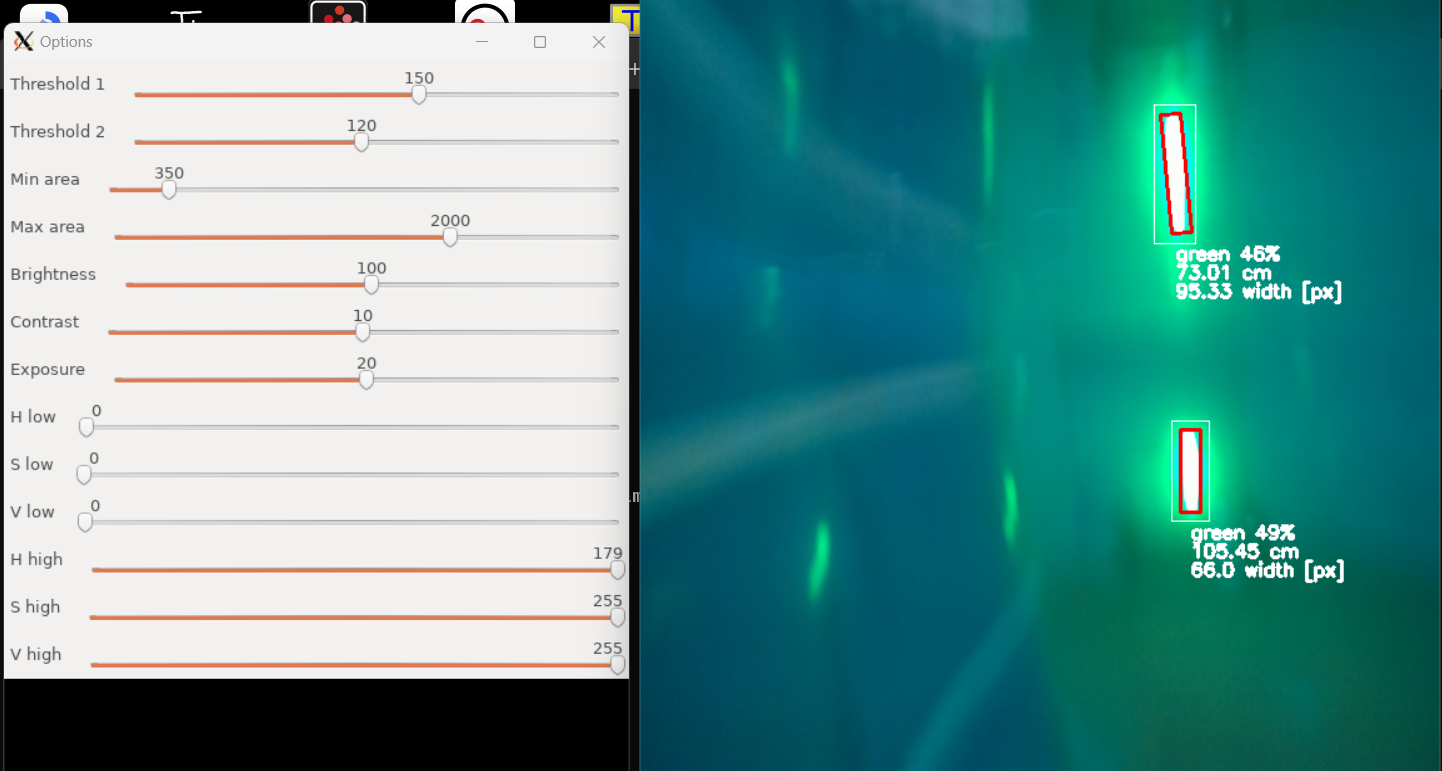 Options
Threshold 1
150
Threshold 2
120
Min area
350
Max area
2000
Brightness
100
Contrast
10
Exposure
20
H low
0
S low
0
V low
0
H high
179
S high
255
V high
255
green 46%
73.01 cm
95.33 width [px]
green 49%
105.45 cm
66.0 width [px]